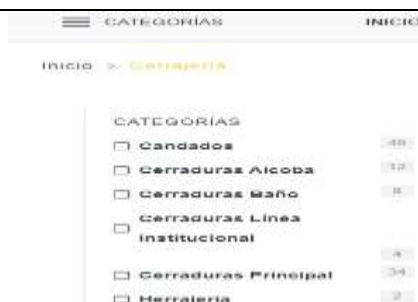 CATEGORÍAS INICIO
Inicio > Cerrajería
CATEGORÍAS
Candados
Cerraduras Alcoba 12
Cerraduras Baño
Cerraduras Línea
Institucional
4
Cerraduras Principal 34
Herrajería 2